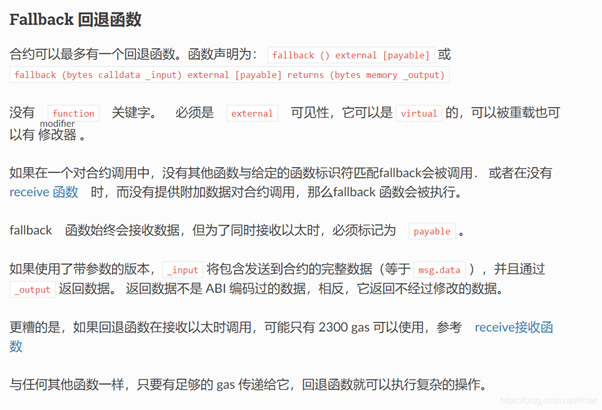 Fallback 回退函数
合约可以最多有一个回退函数。函数声明为： fallback () external [payable] 或
fallback (bytes calldata _input) external [payable] returns (bytes memory _output)
没有 function 关键字。 必须是 external 可见性，它可以是 virtual 的，可以被重载也可
modifier
以有 修改器 。
如果在一个对合约调用中，没有其他函数与给定的函数标识符匹配fallback会被调用． 或者在没有
receive 函数 时，而没有提供附加数据对合约调用，那么fallback 函数会被执行。
fallback 函数始终会接收数据，但为了同时接收以太时，必须标记为 payable 。
如果使用了带参数的版本， _input 将包含发送到合约的完整数据（等于 msg.data ），并且通过
_output 返回数据。 返回数据不是 ABI 编码过的数据，相反，它返回不经过修改的数据。
更糟的是，如果回退函数在接收以太时调用，可能只有 2300 gas 可以使用，参考 receive接收函
数
与任何其他函数一样，只要有足够的 gas 传递给它，回退函数就可以执行复杂的操作。